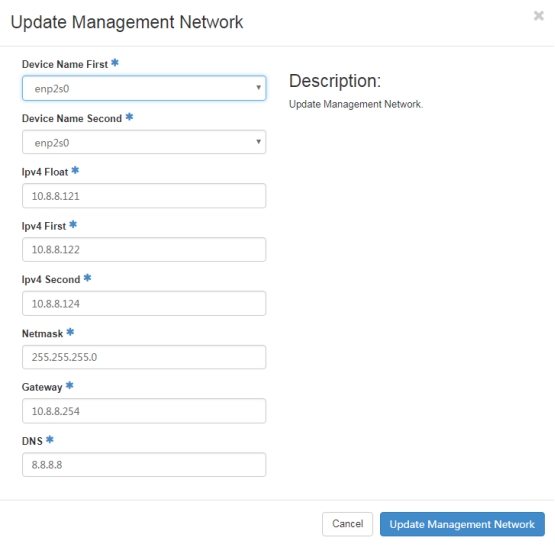 Update Management Network
×
Device Name First *
enp2s0
Description:
Update Management Network.
Device Name Second *
enp2s0
Ipv4 Float *
10.8.8.121
Ipv4 First *
10.8.8.122
Ipv4 Second *
10.8.8.124
Netmask *
255.255.255.0
Gateway *
10.8.8.254
DNS *
8.8.8.8
Cancel
Update Management Network